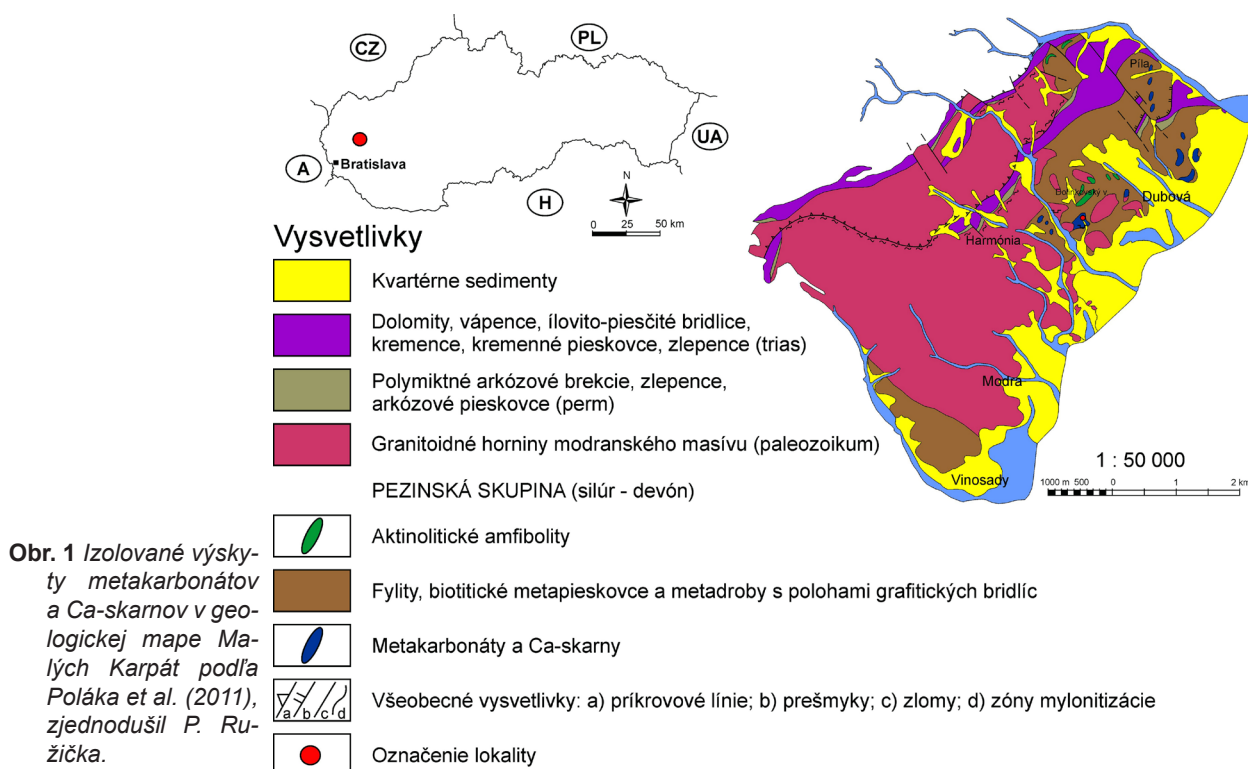 CZ
PL
UA
A
Bratislava
H
N
0 25 50 km
Píla
Dubová
Harmónia
Modra
Vinosady
1 : 50 000
1000 m 500 0 1 2 km
Vysvetlivky
Kvartérne sedimenty
Dolomity, vápence, ílovito-piesčité bridlice,
kremence, kremenné pieskovce, zlepence (trias)
Polymiktné arkózové brekcie, zlepence,
arkózové pieskovce (perm)
Granitoidné horniny modranského masívu (paleozoikum)
PEZINSKÁ SKUPINA (silúr - devón)
Aktinolitické amfibolity
Fylity, biotitické metapieskovce a metadroby s polohami grafitických bridlíc
Metakarbonáty a Ca-skarny
a b c d
Všeobecné vysvetlivky: a) príkrovové línie; b) prešmyky; c) zlomy; d) zóny mylonitizácie
Označenie lokality
Obr. 1 Izolované výsky-
ty metakarbonátov
a Ca-skarnov v geo-
logickej mape Ma-
lých Karpát podľa
Poláka et al. (2011),
zjednodušil P. Ru-
žička.